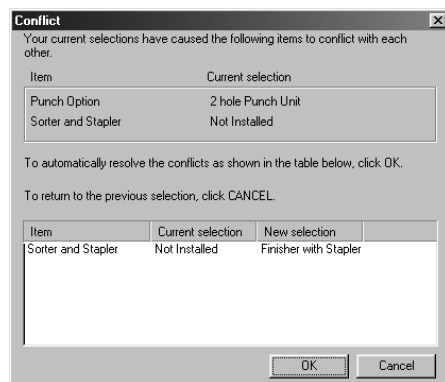 Conflict
Your current selections have caused the following items to conflict with each
other.
Item Current selection
Punch Option 2 hole Punch Unit
Sorter and Stapler Not Installed
To automatically resolve the conflicts as shown in the table below, click OK.
To return to the previous selection, click CANCEL.
Item Current selection New selection
Sorter and Stapler Not Installed Finisher with Stapler
OK Cancel